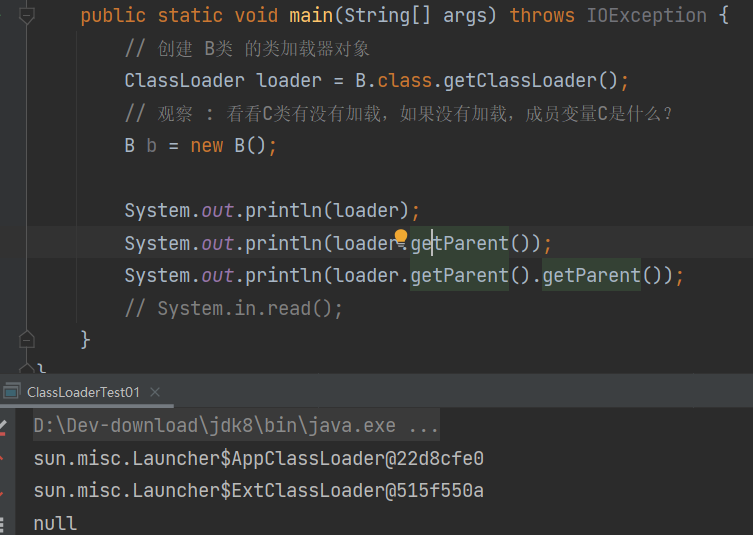 public static void main(String[] args) throws IOException {
// 创建 B类 的类加载器对象
ClassLoader loader = B.class.getClassLoader();
// 观察 : 看看C类有没有加载，如果没有加载，成员变量C是什么？
B b = new B();
System.out.println(loader);
System.out.println(loader.getParent());
System.out.println(loader.getParent().getParent());
// System.in.read();
}
}
ClassLoaderTest01 ×
D:\Dev-download\jdk8\bin\java.exe ...
sun.misc.Launcher$AppClassLoader@22d8cfe0
sun.misc.Launcher$ExtClassLoader@515f550a
null